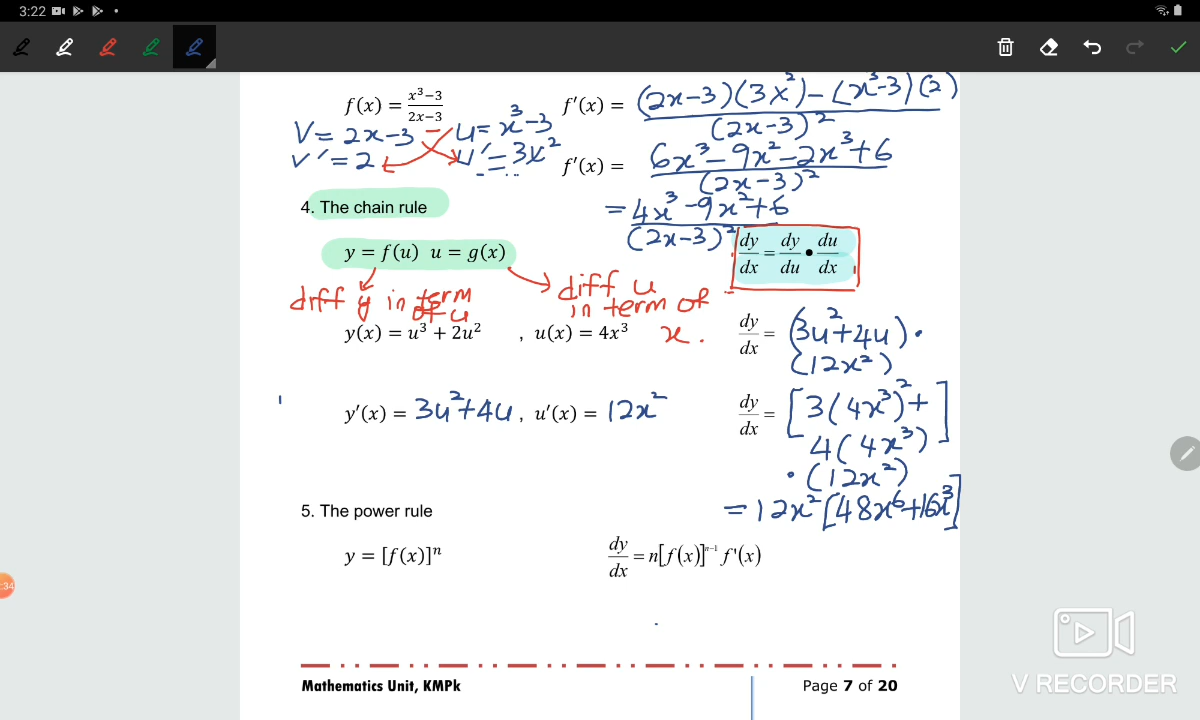 3:22
f(x) = x³−3 / 2x−3
f′(x) = (2x−3)(3x²)−(x³−3)(2) / (2x−3)²
V = 2x−3 u = x³−3
v′ = 2 u′ = 3x²
f′(x) = 6x³−9x²−2x³+6 / (2x−3)²
= 4x³−9x²+6 / (2x−3)²
4. The chain rule
y = f(u) u = g(x)
dy/dx = dy/du • du/dx
diff y in term of u
diff u in term of x.
y(x) = u³ + 2u² , u(x) = 4x³
dy/dx = (3u²+4u) · (12x²)
y′(x) = 3u²+4u , u′(x) = 12x²
dy/dx = [3(4x³)²+
4(4x³)]
· (12x²)
= 12x²[48x⁶+16x³]
5. The power rule
y = [f(x)]ⁿ
dy/dx = n[f(x)]ⁿ⁻¹ f'(x)
:34
Mathematics Unit, KMPk
Page 7 of 20
V RECORDER